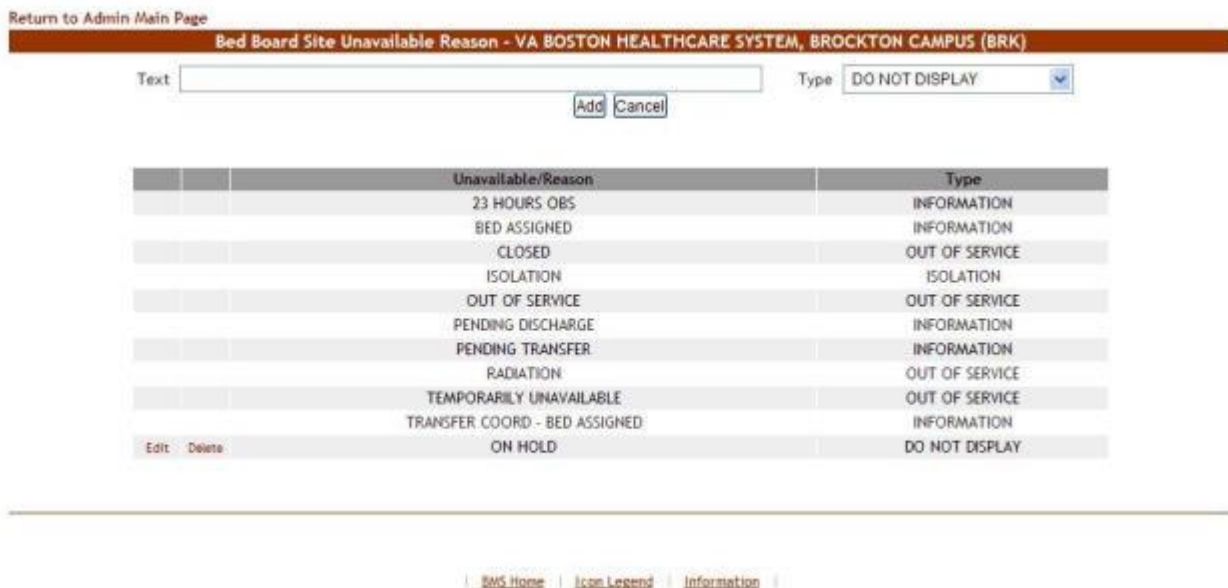 Return to Admin Main Page
Bed Board Site Unavailable Reason - VA BOSTON HEALTHCARE SYSTEM, BROCKTON CAMPUS (BRK)
Text Type DO NOT DISPLAY
Add Cancel
Unavailable/Reason Type
23 HOURS OBS INFORMATION
BED ASSIGNED INFORMATION
CLOSED OUT OF SERVICE
ISOLATION ISOLATION
OUT OF SERVICE OUT OF SERVICE
PENDING DISCHARGE INFORMATION
PENDING TRANSFER INFORMATION
RADIATION OUT OF SERVICE
TEMPORARILY UNAVAILABLE OUT OF SERVICE
TRANSFER COORD - BED ASSIGNED INFORMATION
Edit Delete ON HOLD DO NOT DISPLAY
| BMS Home | Icon Legend | Information |